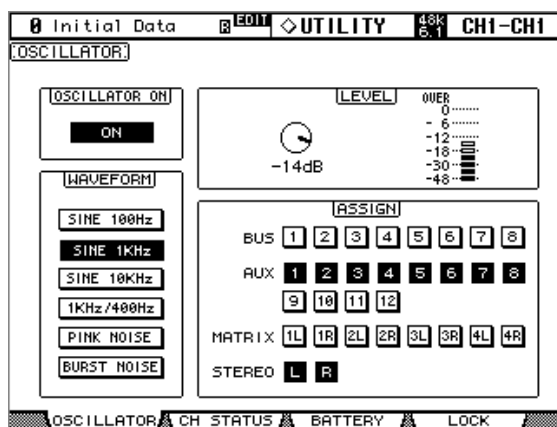 0 Initial Data R EDIT ◇UTILITY 48k 6.1 CH1-CH1
OSCILLATOR
OSCILLATOR ON
ON
WAVEFORM
SINE 100Hz
SINE 1KHz
SINE 10KHz
1KHz/400Hz
PINK NOISE
BURST NOISE
LEVEL
-14dB
OVER
0
- 6
-12
-18
-30
-48
ASSIGN
BUS 1 2 3 4 5 6 7 8
AUX 1 2 3 4 5 6 7 8
9 10 11 12
MATRIX 1L 1R 2L 2R 3L 3R 4L 4R
STEREO L R
OSCILLATOR CH STATUS BATTERY LOCK